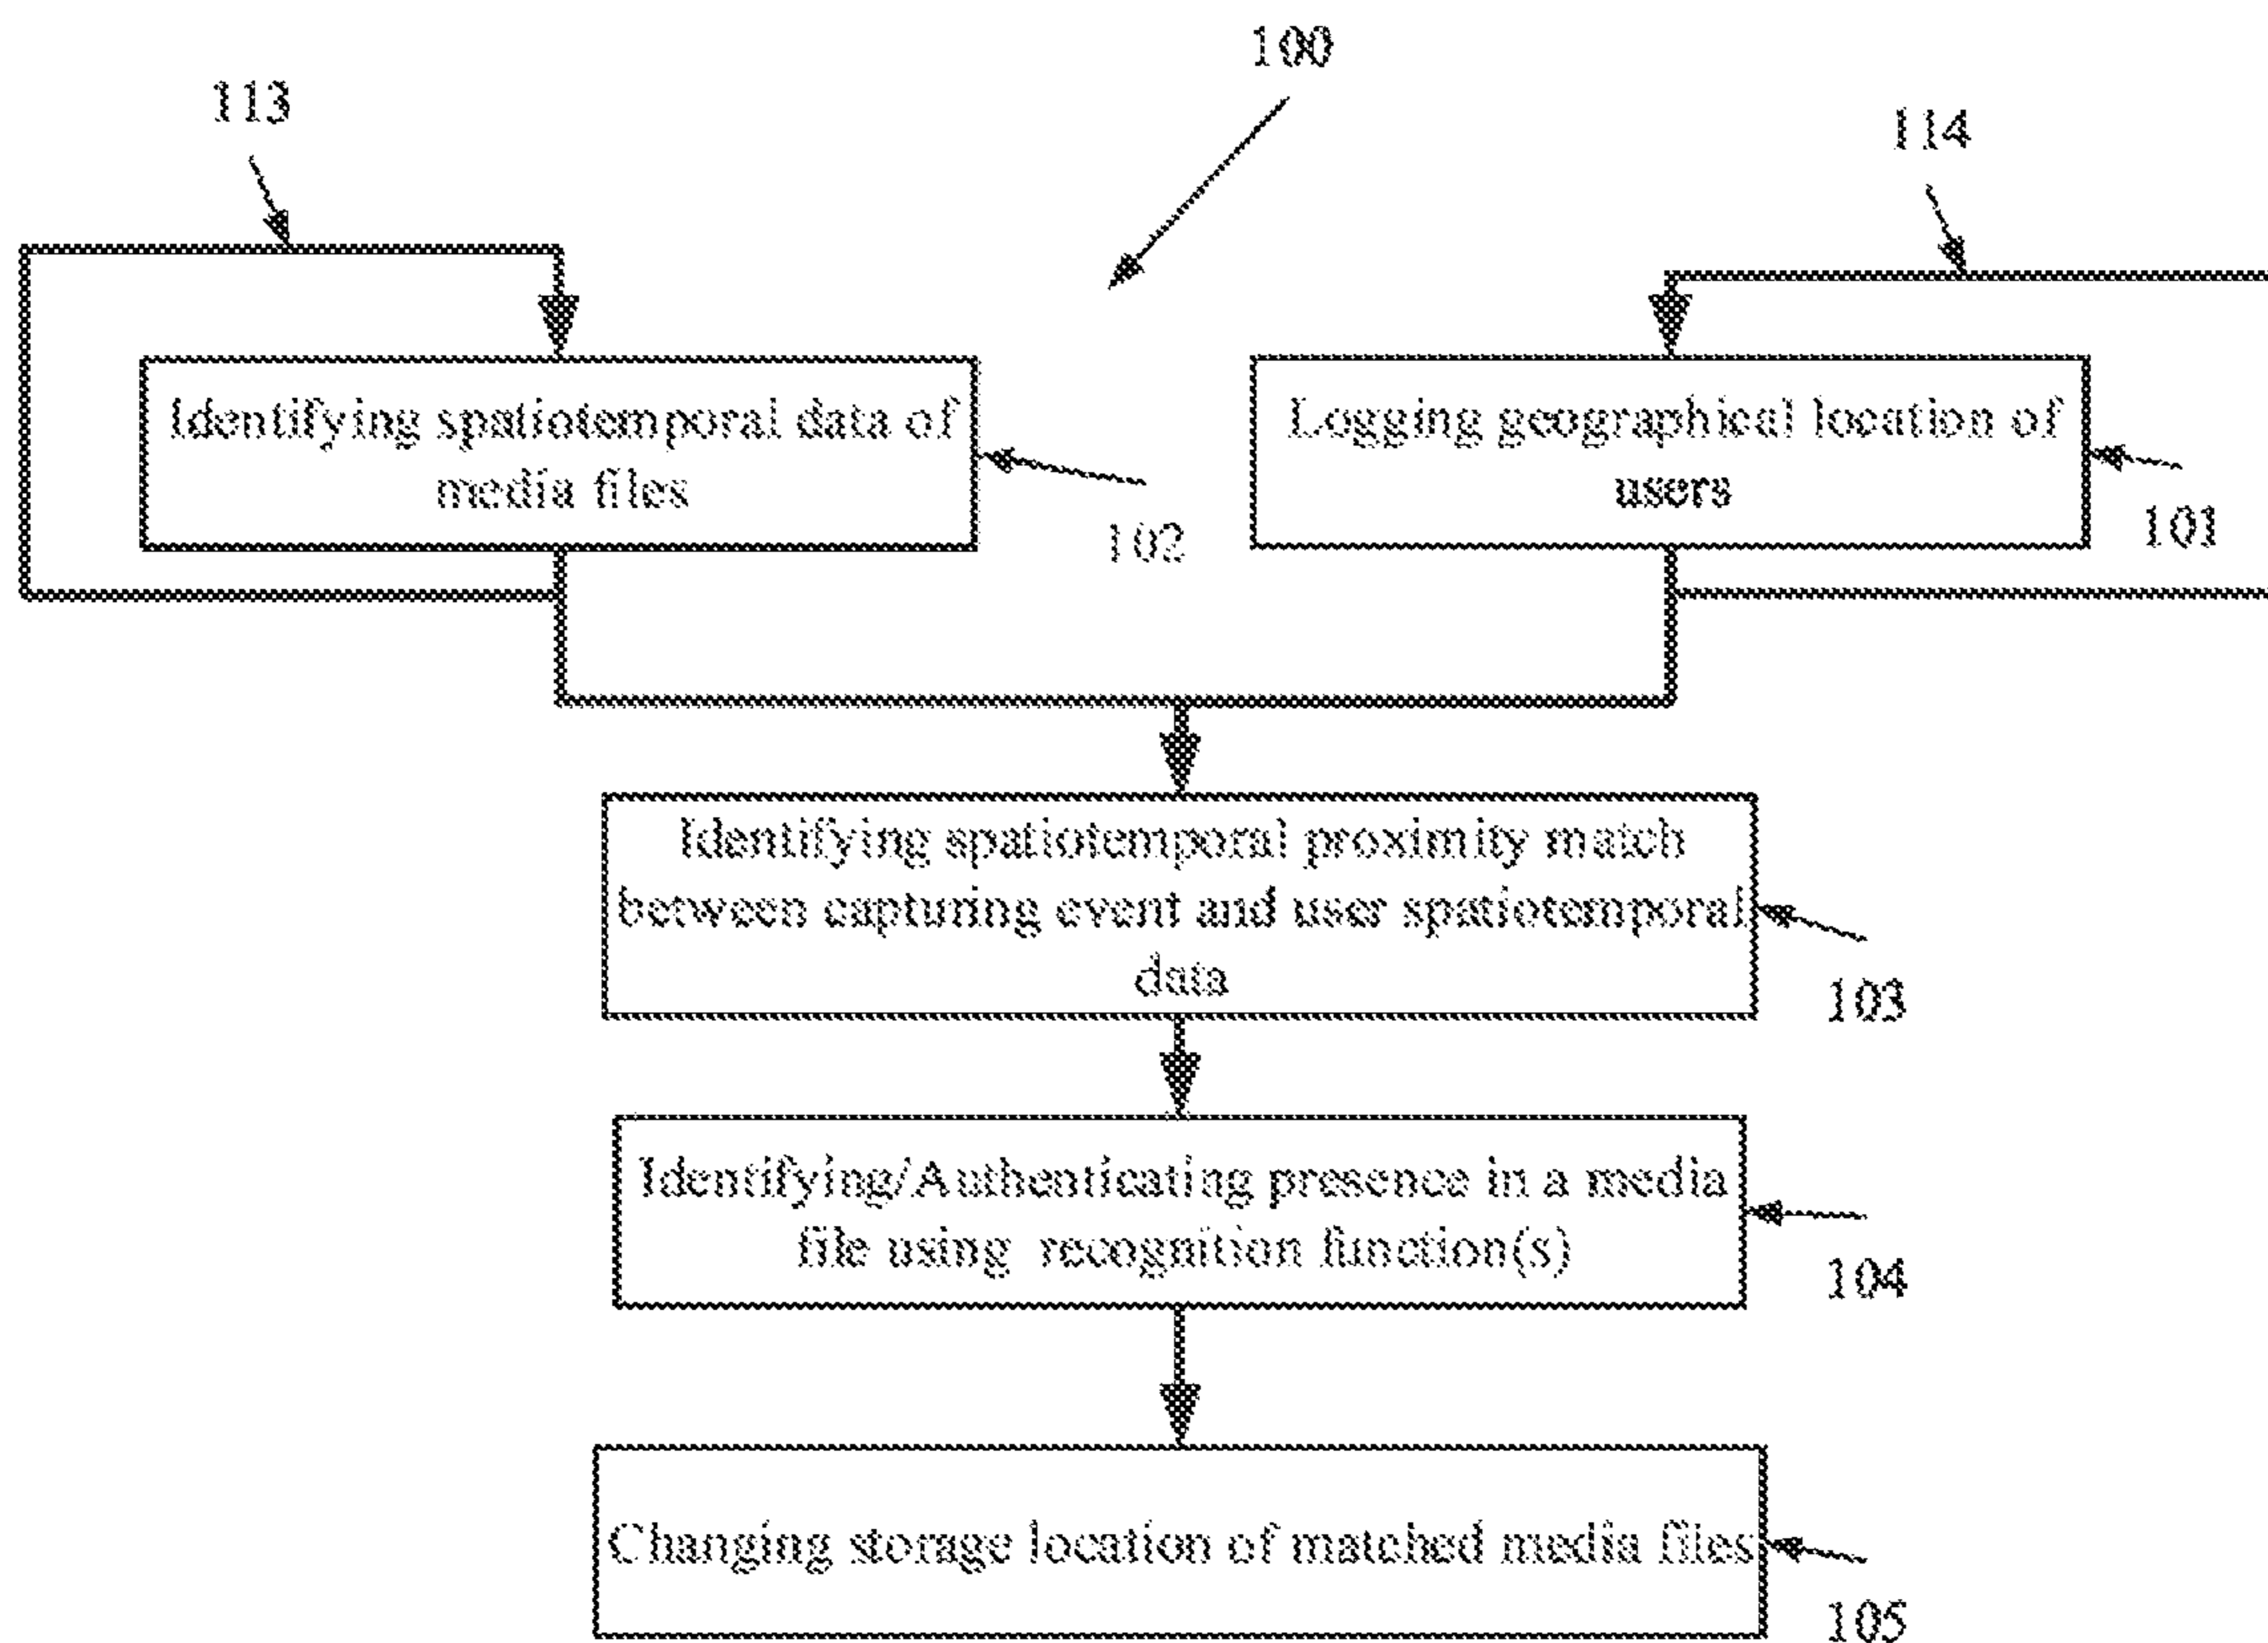 100
113
114
Identifying spatiotemporal data of
media files
102
Logging geographical location of
users
101
Identifying spatiotemporal proximity match
between capturing event and user spatiotemporal
data
103
Identifying/Authenticating presence in a media
file using recognition function(s)
104
Changing storage location of matched media files
105